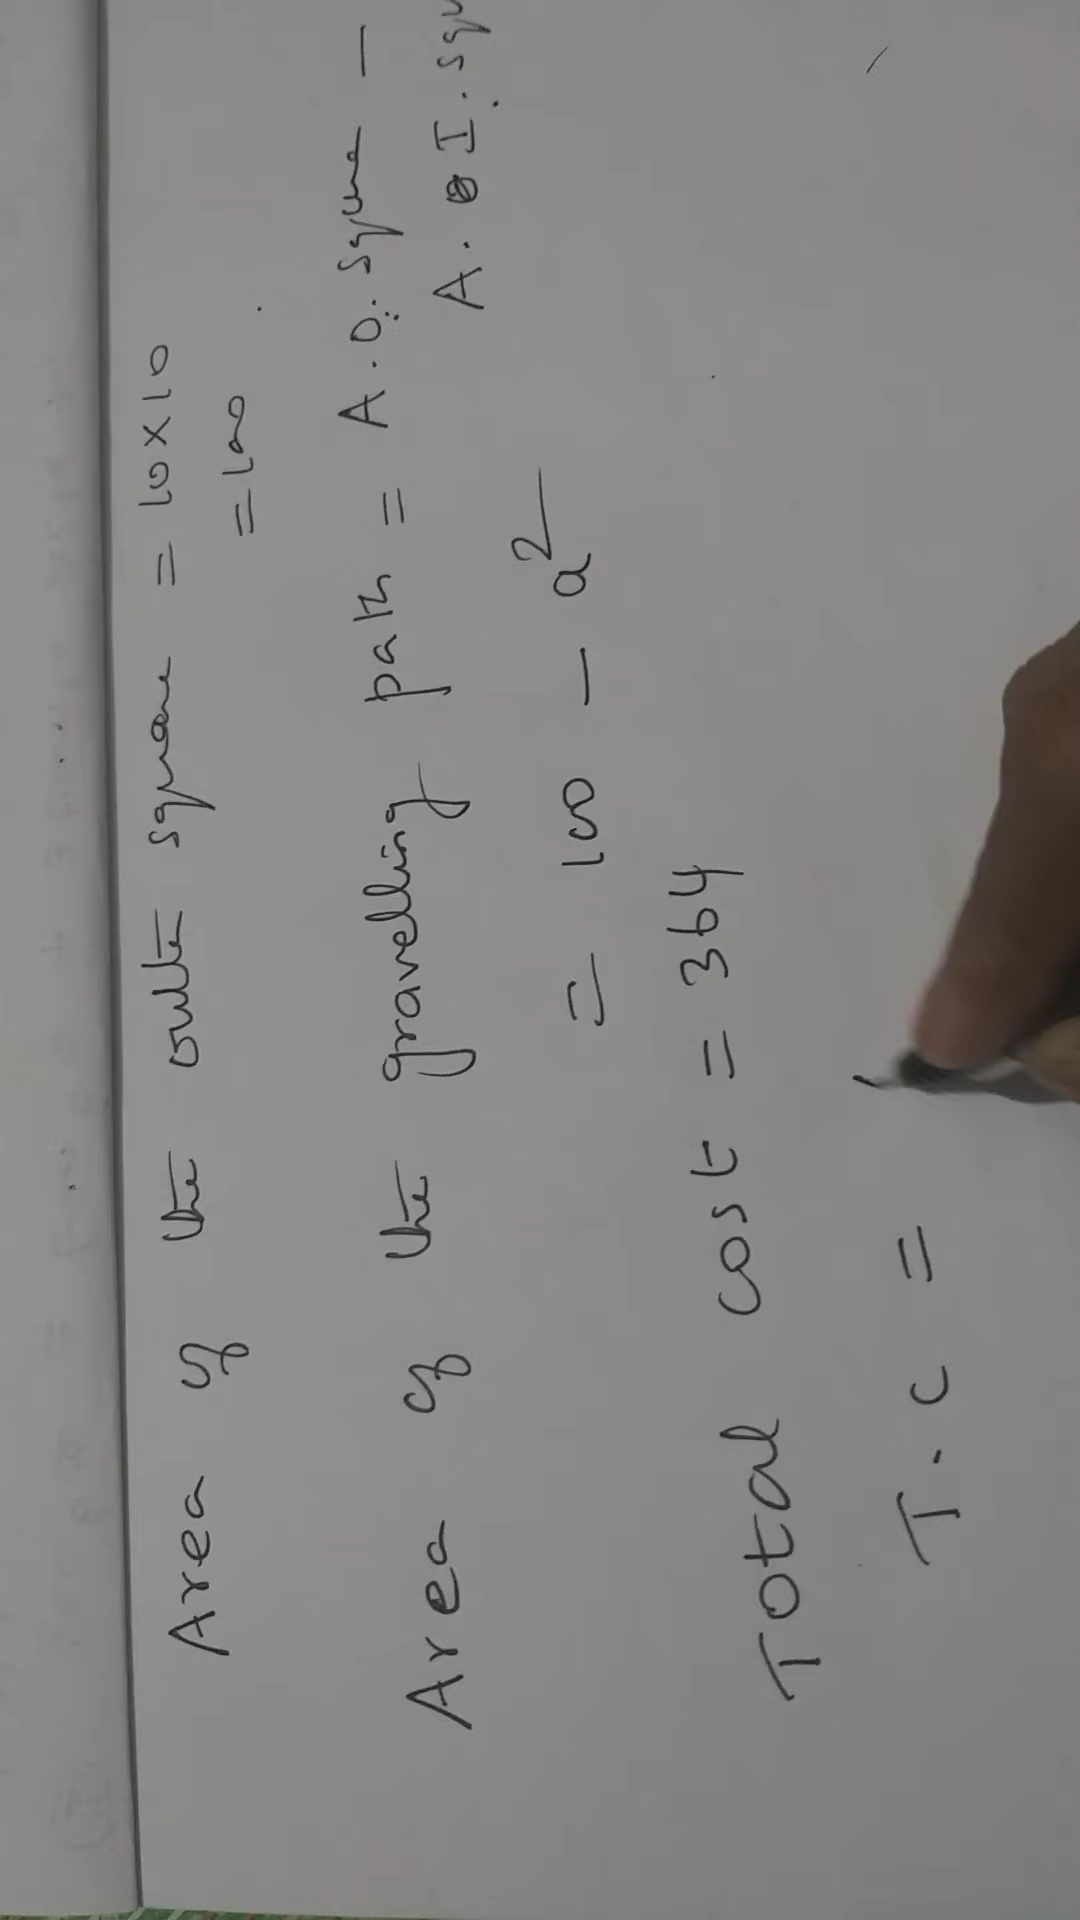 Area of the outer square = 10×10
= 100
Area of the gravelling path = A.O. square -
A. I. squ
= 100 - a²
Total cost = 364
T.C =